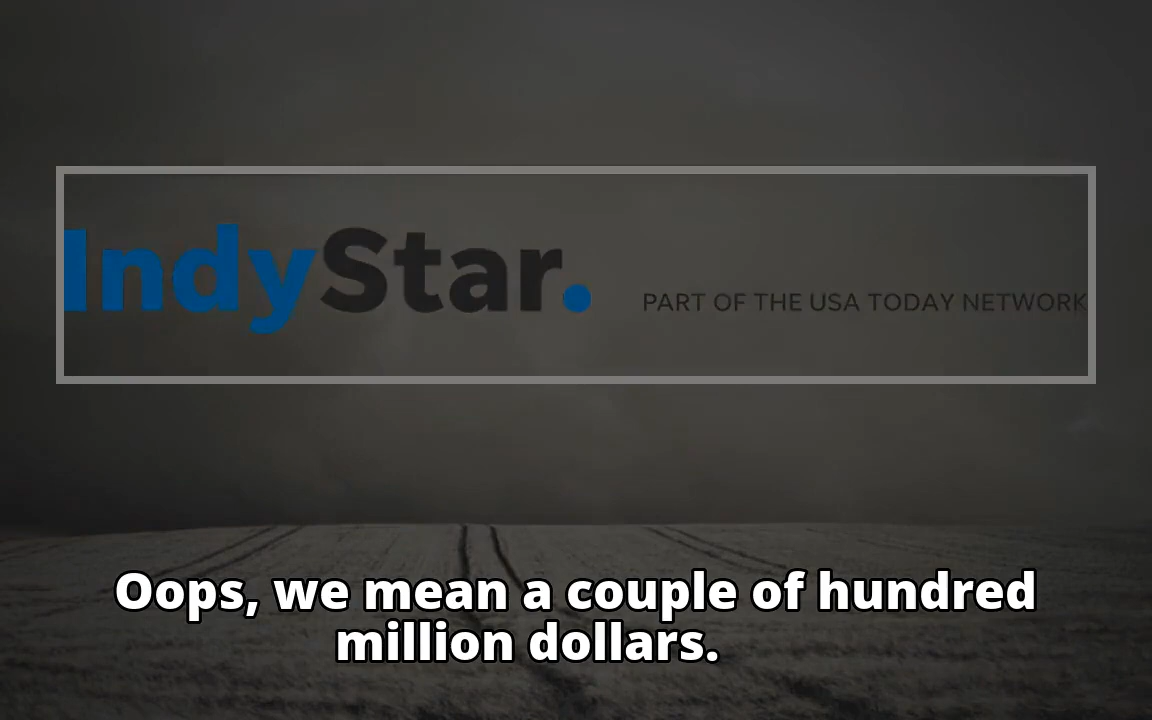 IndyStar.
PART OF THE USA TODAY NETWORK
Oops, we mean a couple of hundred
million dollars.